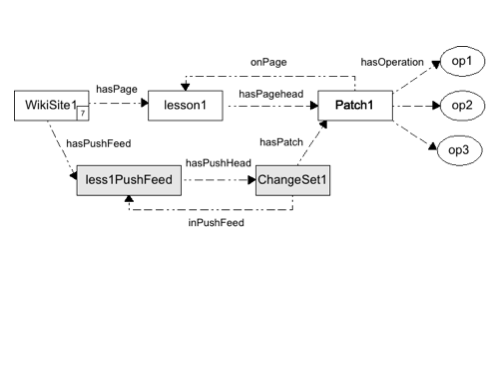 onPage
hasOperation
op1
hasPage
WikiSite1
7
lesson1
hasPagehead
Patch1
op2
hasPushFeed
hasPatch
op3
hasPushHead
less1PushFeed
ChangeSet1
inPushFeed